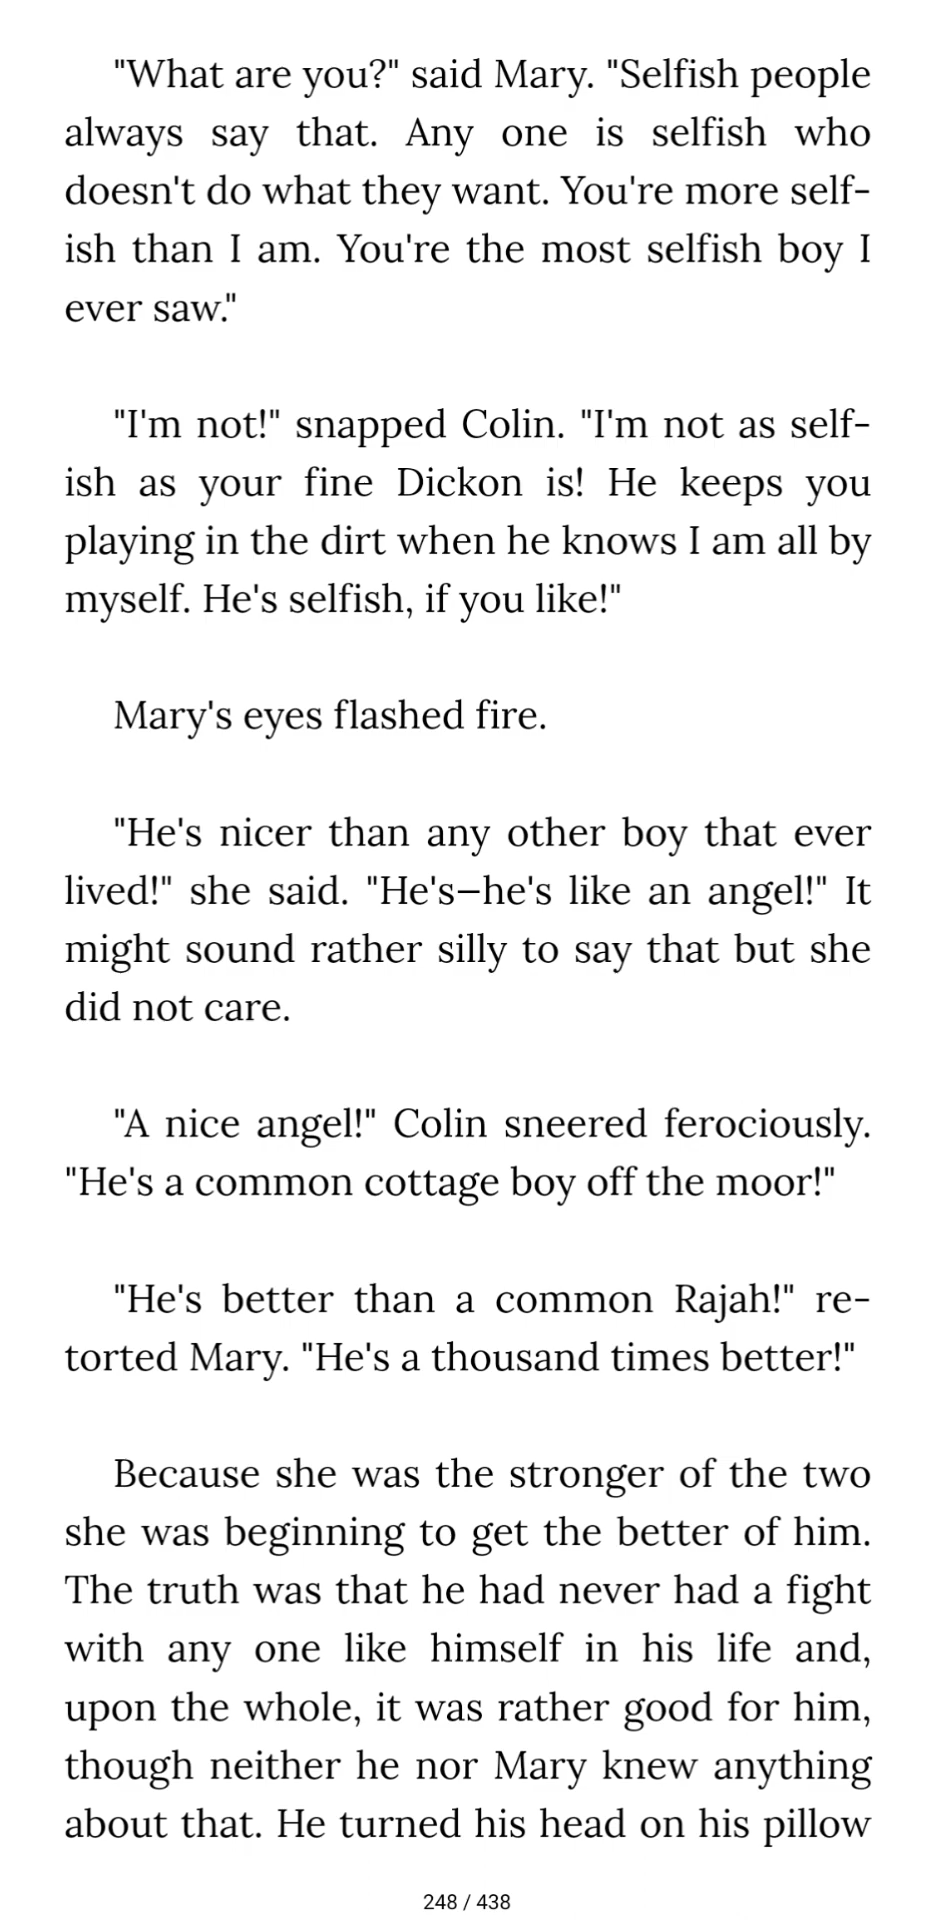 "What are you?" said Mary. "Selfish people
always say that. Any one is selfish who
doesn't do what they want. You're more self-
ish than I am. You're the most selfish boy I
ever saw."
"I'm not!" snapped Colin. "I'm not as self-
ish as your fine Dickon is! He keeps you
playing in the dirt when he knows I am all by
myself. He's selfish, if you like!"
Mary's eyes flashed fire.
"He's nicer than any other boy that ever
lived!" she said. "He's—he's like an angel!" It
might sound rather silly to say that but she
did not care.
"A nice angel!" Colin sneered ferociously.
"He's a common cottage boy off the moor!"
"He's better than a common Rajah!" re-
torted Mary. "He's a thousand times better!"
Because she was the stronger of the two
she was beginning to get the better of him.
The truth was that he had never had a fight
with any one like himself in his life and,
upon the whole, it was rather good for him,
though neither he nor Mary knew anything
about that. He turned his head on his pillow
248 / 438